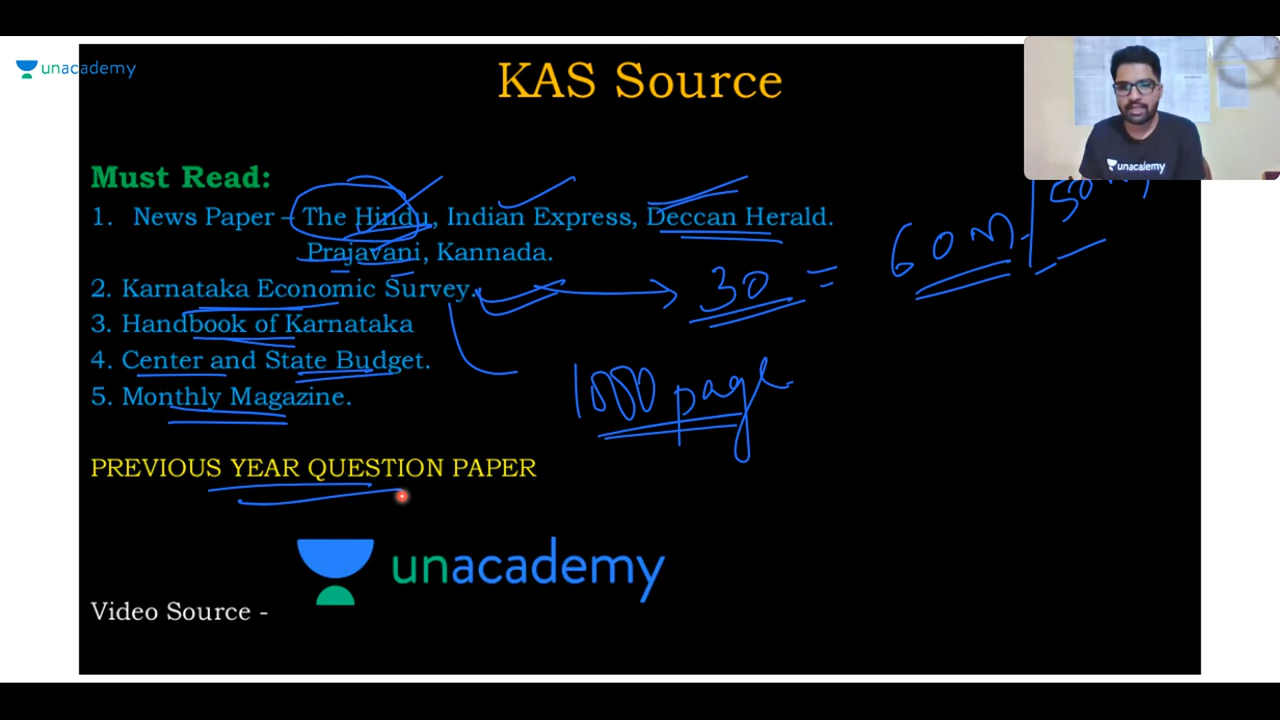 unacademy
KAS Source
unacalemy
Must Read:
1. News Paper – The Hindu, Indian Express, Deccan Herald.
Prajavani, Kannada.
60M
2. Karnataka Economic Survey.
30 =
3. Handbook of Karnataka
4. Center and State Budget.
1000 page
5. Monthly Magazine.
PREVIOUS YEAR QUESTION PAPER
unacademy
Video Source -